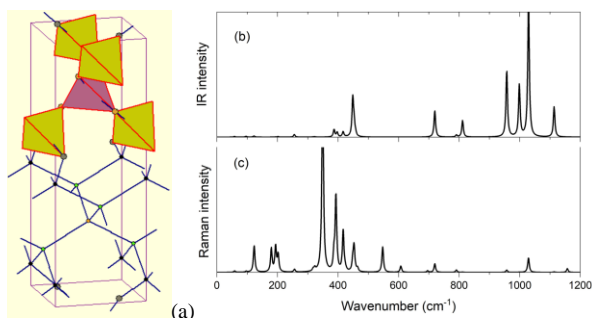 (a)
(b)
IR intensity
(c)
Raman intensity
0 200 400 600 800 1000 1200
Wavenumber (cm⁻¹)